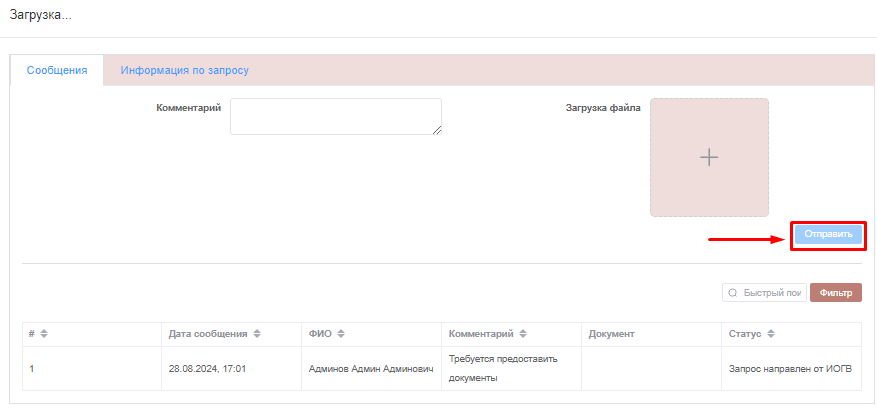 Загрузка...
Сообщения Информация по запросу
Комментарий Загрузка файла
Отправить
Быстрый пои Фильтр
# Дата сообщения ФИО Комментарий Документ Статус
1 28.08.2024, 17:01 Админов Админ Админович Требуется предоставить Запрос направлен от ИОГВ
документы